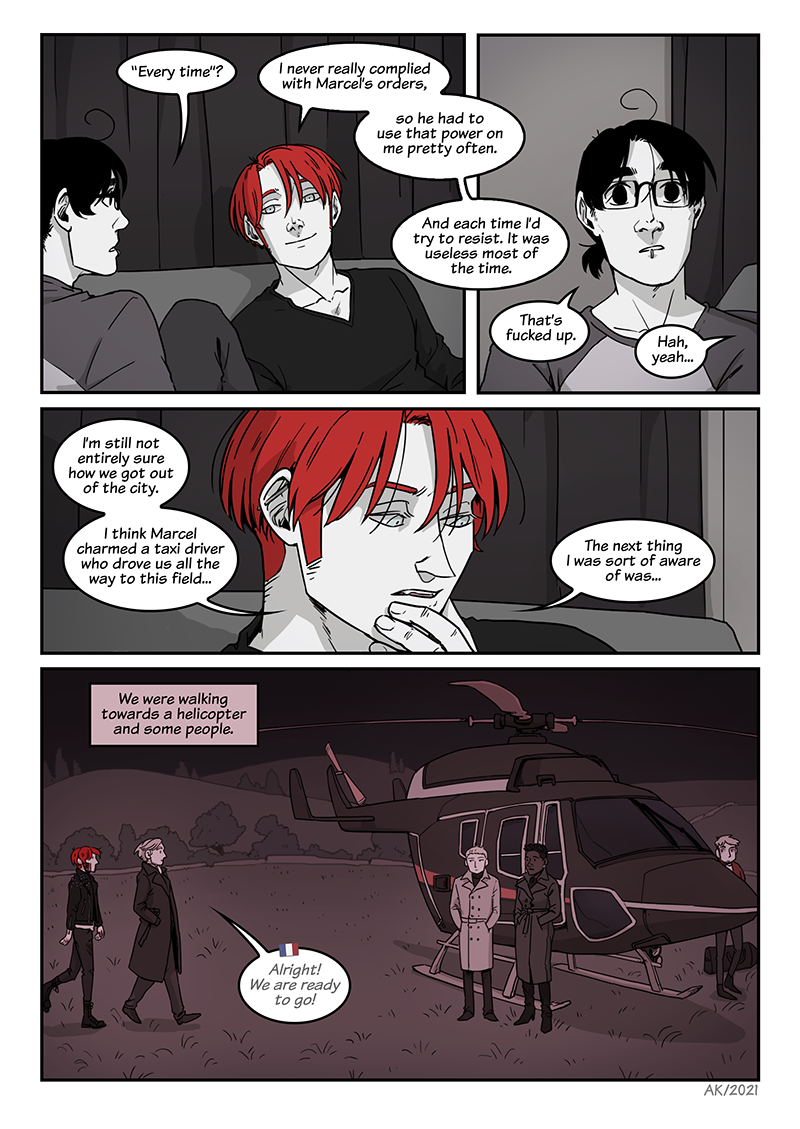 "Every time"?
I never really complied
with Marcel's orders,
so he had to
use that power on
me pretty often.
And each time I'd
try to resist. It was
useless most of
the time.
That's
fucked up.
Hah,
yeah...
I'm still not
entirely sure
how we got out
of the city.
I think Marcel
charmed a taxi driver
who drove us all the
way to this field...
The next thing
I was sort of aware
of was...
We were walking
towards a helicopter
and some people.
Alright!
We are ready
to go!
AK/2021